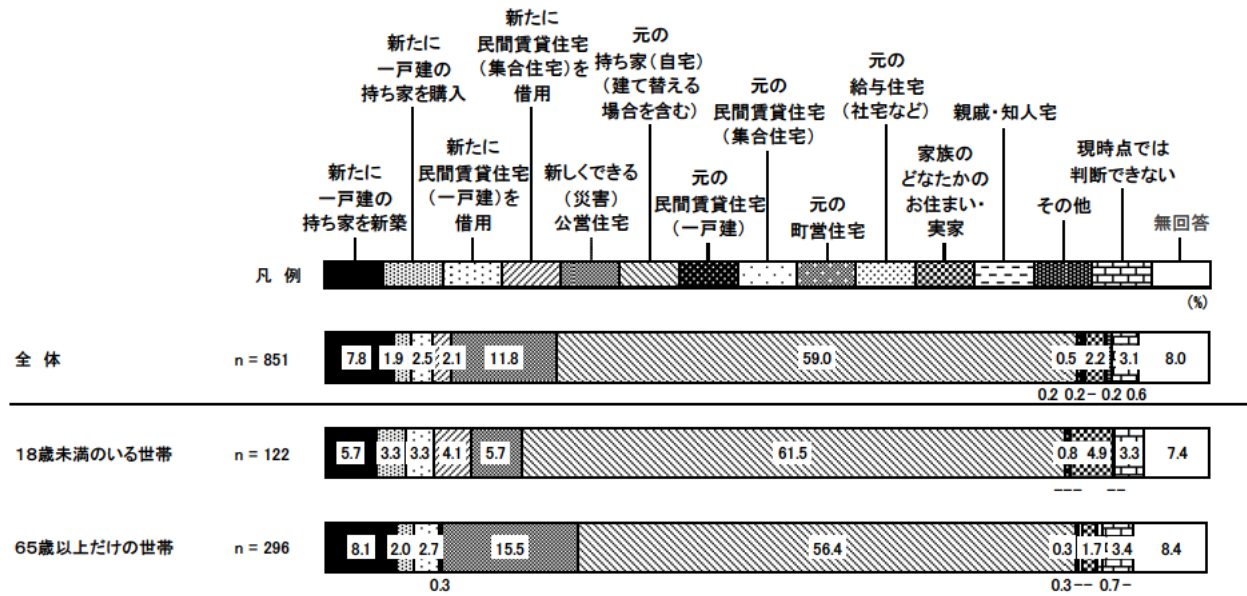 新たに
一戸建の
持ち家を購入
新たに
民間賃貸住宅
(集合住宅)を
借用
元の
持ち家(自宅)
(建て替える
場合を含む)
元の
民間賃貸住宅
(集合住宅)
元の
給与住宅
(社宅など)
親戚・知人宅
現時点では
判断できない
新たに
一戸建の
持ち家を新築
新たに
民間賃貸住宅
(一戸建)を
借用
新しくできる
(災害)
公営住宅
元の
民間賃貸住宅
(一戸建)
元の
町営住宅
家族の
どなたかの
お住まい・
実家
その他
無回答
凡 例
(%)
全 体 n = 851 7.8 1.9 2.5 2.1 11.8 59.0 0.5 2.2 3.1 8.0
0.2 0.2 - 0.2 0.6
18歳未満のいる世帯 n = 122 5.7 3.3 3.3 4.1 5.7 61.5 0.8 4.9 3.3 7.4
--- --
65歳以上だけの世帯 n = 296 8.1 2.0 2.7 15.5 56.4 0.3 1.7 3.4 8.4
0.3 0.3 -- 0.7 -